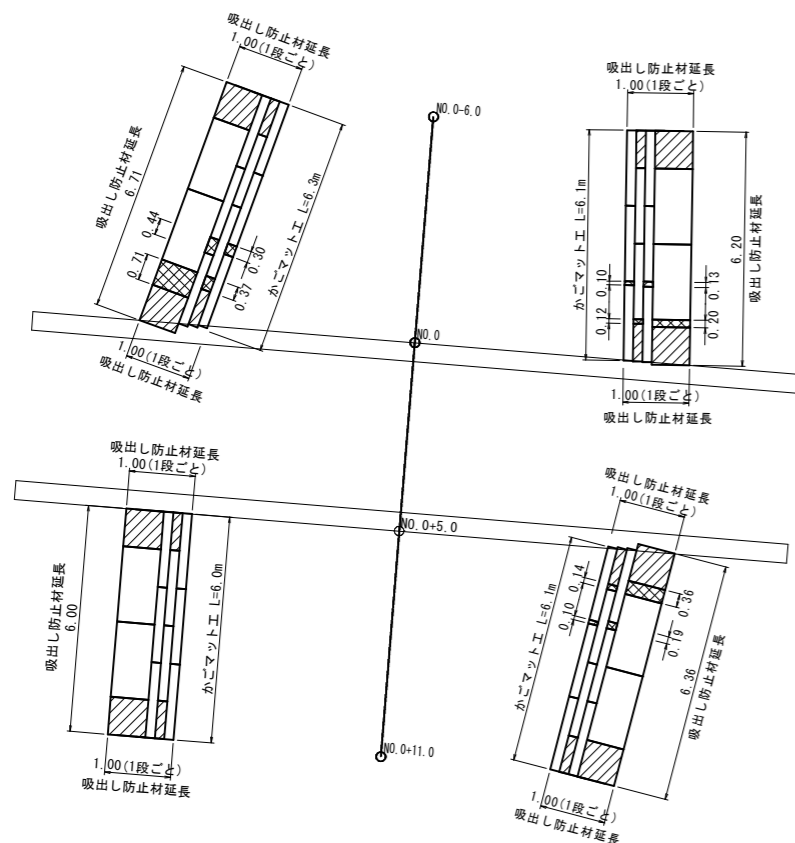 吸出し防止材延長
1.00(1段ごと)
吸出し防止材延長
6.71
0.44
0.71
0.30
0.37
かごマット工 L=6.3m
1.00(1段ごと)
吸出し防止材延長
NO.0-6.0
吸出し防止材延長
1.00(1段ごと)
かごマット工 L=6.1m
0.10
0.12
0.13
0.20
6.20
吸出し防止材延長
1.00(1段ごと)
吸出し防止材延長
NO.0
吸出し防止材延長
1.00(1段ごと)
吸出し防止材延長
6.00
かごマット工 L=6.0m
1.00(1段ごと)
吸出し防止材延長
NO.0+5.0
吸出し防止材延長
1.00(1段ごと)
かごマット工 L=6.1m
0.14
0.10
0.36
0.19
6.36
吸出し防止材延長
1.00(1段ごと)
吸出し防止材延長
NO.0+11.0